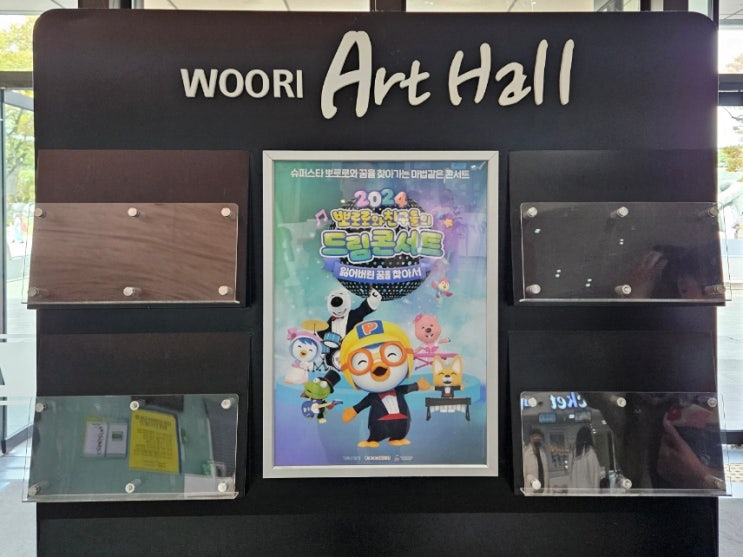 WOORI Art Hall
슈퍼스타 뽀로로와 꿈을 찾아가는 마법같은 콘서트
2024
뽀로로와 친구들의
드림콘서트
잃어버린 꿈을 찾아서
P